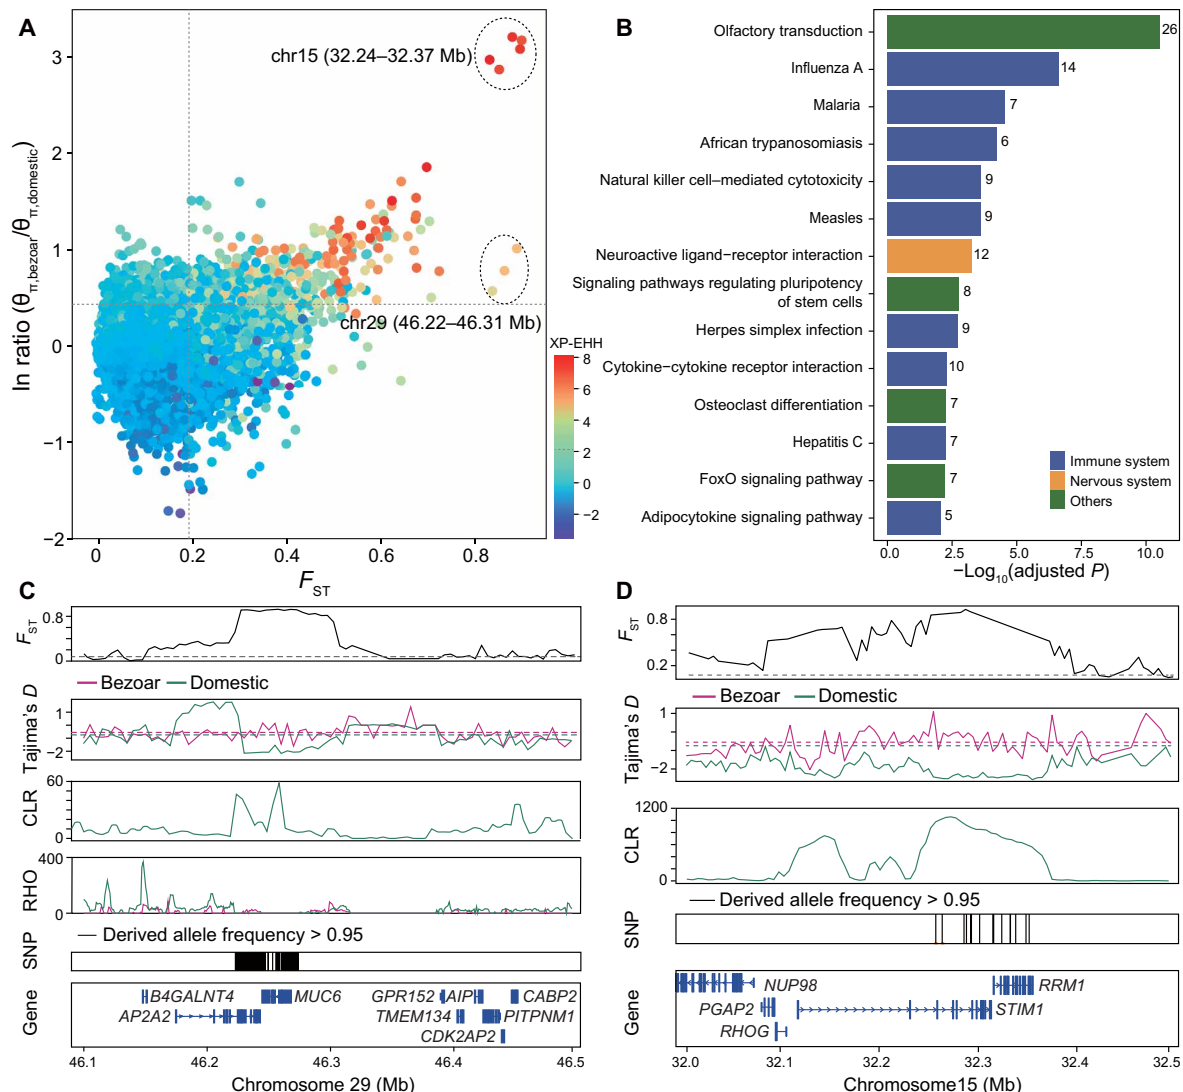 A
chr15 (32.24–32.37 Mb)
chr29 (46.22–46.31 Mb)
ln ratio (θπ,bezoar/θπ,domestic)
3
2
1
0
−1
−2
0
0.2
0.4
0.6
0.8
FST
XP-EHH
8
6
4
2
0
−2
B
Olfactory transduction 26
Influenza A 14
Malaria 7
African trypanosomiasis 6
Natural killer cell−mediated cytotoxicity 9
Measles 9
Neuroactive ligand−receptor interaction 12
Signaling pathways regulating pluripotency
of stem cells 8
Herpes simplex infection 9
Cytokine−cytokine receptor interaction 10
Osteoclast differentiation 7
Hepatitis C 7
FoxO signaling pathway 7
Adipocytokine signaling pathway 5
Immune system
Nervous system
Others
0.0 2.5 5.0 7.5 10.0
−Log10(adjusted P)
C
FST
0.8
0
Bezoar Domestic
Tajima's D
1
−2
CLR
60
0
RHO
400
0
Derived allele frequency > 0.95
SNP
Gene
B4GALNT4 MUC6 GPR152 AIP CABP2
AP2A2 TMEM134 PITPNM1
CDK2AP2
46.1 46.2 46.3 46.4 46.5
Chromosome 29 (Mb)
D
FST
0.8
0.2
Bezoar Domestic
Tajima's D
1
−2
CLR
1200
0
Derived allele frequency > 0.95
SNP
Gene
NUP98 RRM1
PGAP2 STIM1
RHOG
32.0 32.1 32.2 32.3 32.4 32.5
Chromosome15 (Mb)